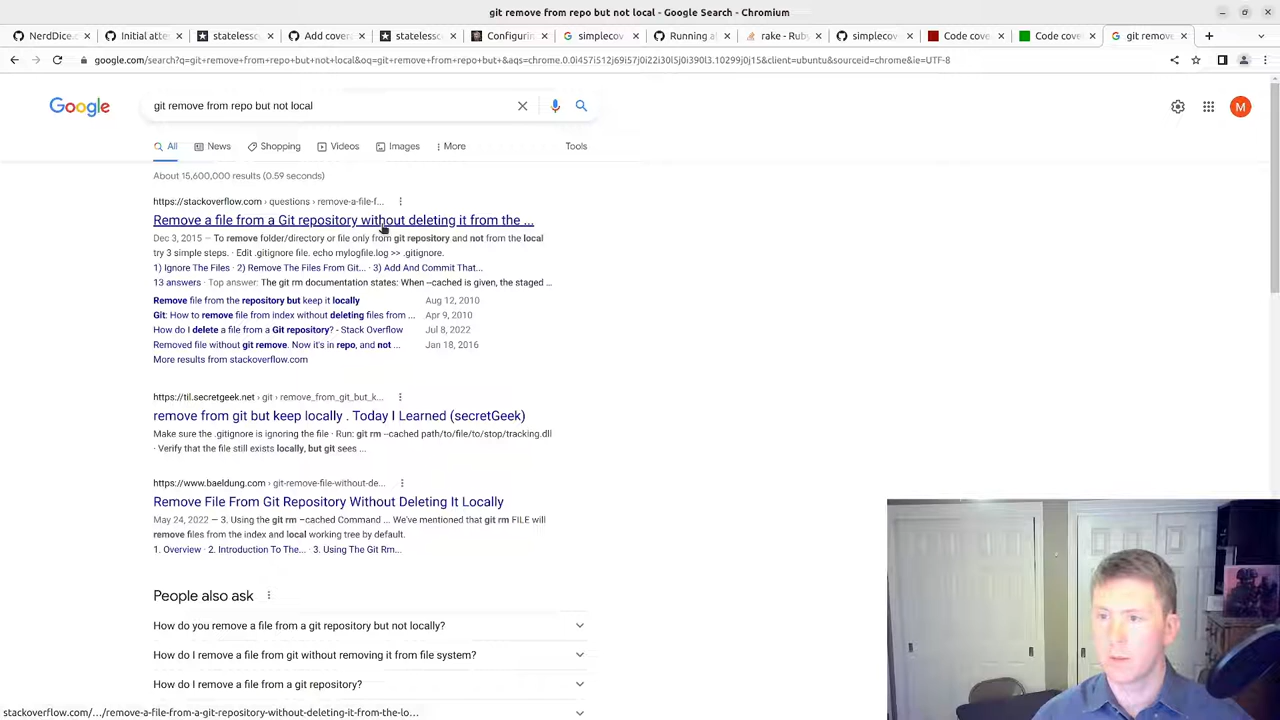 git remove from repo but not local - Google Search - Chromium
NerdDice.c
Initial atte
statelessco
Add covera
statelessco
Configurin
simplecov
Running a
rake - Ruby
simplecov
Code cove
Code cove
git remove
google.com/search?q=git+remove+from+repo+but+not+local&oq=git+remove+from+repo+but+&aqs=chrome.0.0i457i512j69i57j0i22i30l5j0i390l3.10299j0j15&client=ubuntu&sourceid=chrome&ie=UTF-8
Google
git remove from repo but not local
M
All
News
Shopping
Videos
Images
More
Tools
About 15,600,000 results (0.59 seconds)
https://stackoverflow.com › questions › remove-a-file-f...
Remove a file from a Git repository without deleting it from the ...
Dec 3, 2015 — To remove folder/directory or file only from git repository and not from the local
try 3 simple steps. · Edit .gitignore file. echo mylogfile.log >> .gitignore.
1) Ignore The Files · 2) Remove The Files From Git... · 3) Add And Commit That...
13 answers · Top answer: The git rm documentation states: When --cached is given, the staged ...
Remove file from the repository but keep it locally Aug 12, 2010
Git: How to remove file from index without deleting files from ... Apr 9, 2010
How do I delete a file from a Git repository? - Stack Overflow Jul 8, 2022
Removed file without git remove. Now it's in repo, and not ... Jan 18, 2016
More results from stackoverflow.com
https://til.secretgeek.net › git › remove_from_git_but_k...
remove from git but keep locally . Today I Learned (secretGeek)
Make sure the .gitignore is ignoring the file · Run: git rm --cached path/to/file/to/stop/tracking.dll
· Verify that the file still exists locally, but git sees ...
https://www.baeldung.com › git-remove-file-without-de...
Remove File From Git Repository Without Deleting It Locally
May 24, 2022 — 3. Using the git rm –cached Command ... We've mentioned that git rm FILE will
remove files from the index and local working tree by default.
1. Overview · 2. Introduction To The... · 3. Using The Git Rm...
People also ask
How do you remove a file from a git repository but not locally?
How do I remove a file from git without removing it from file system?
How do I remove a file from a git repository?
stackoverflow.com/.../remove-a-file-from-a-git-repository-without-deleting-it-from-the-lo...